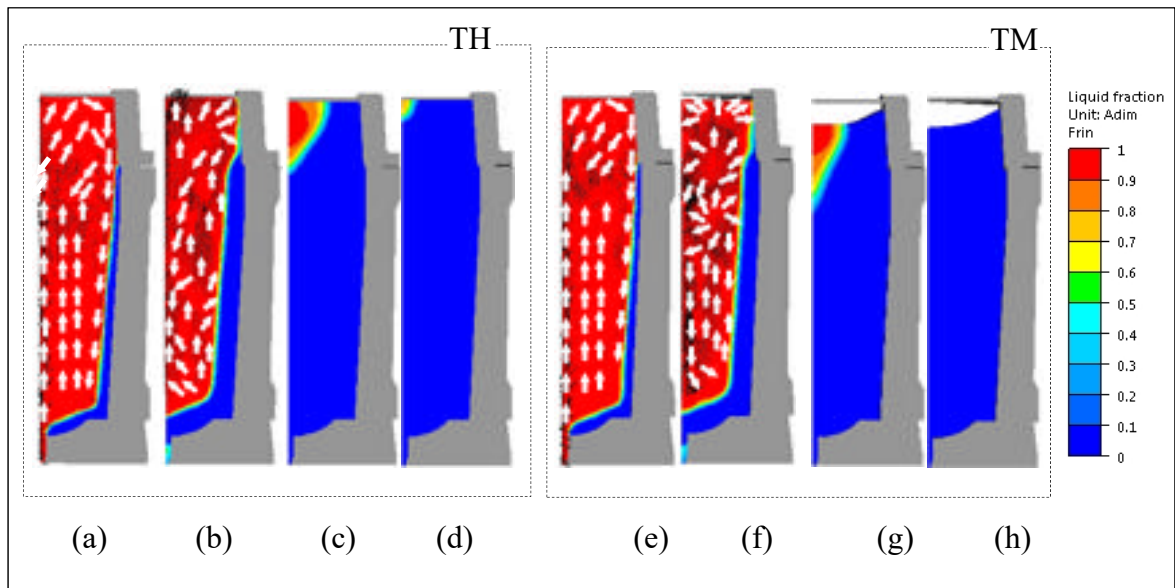 TH
TM
Liquid fraction
Unit: Adim
Frin
1
0.9
0.8
0.7
0.6
0.5
0.4
0.3
0.2
0.1
0
(a) (b) (c) (d) (e) (f) (g) (h)